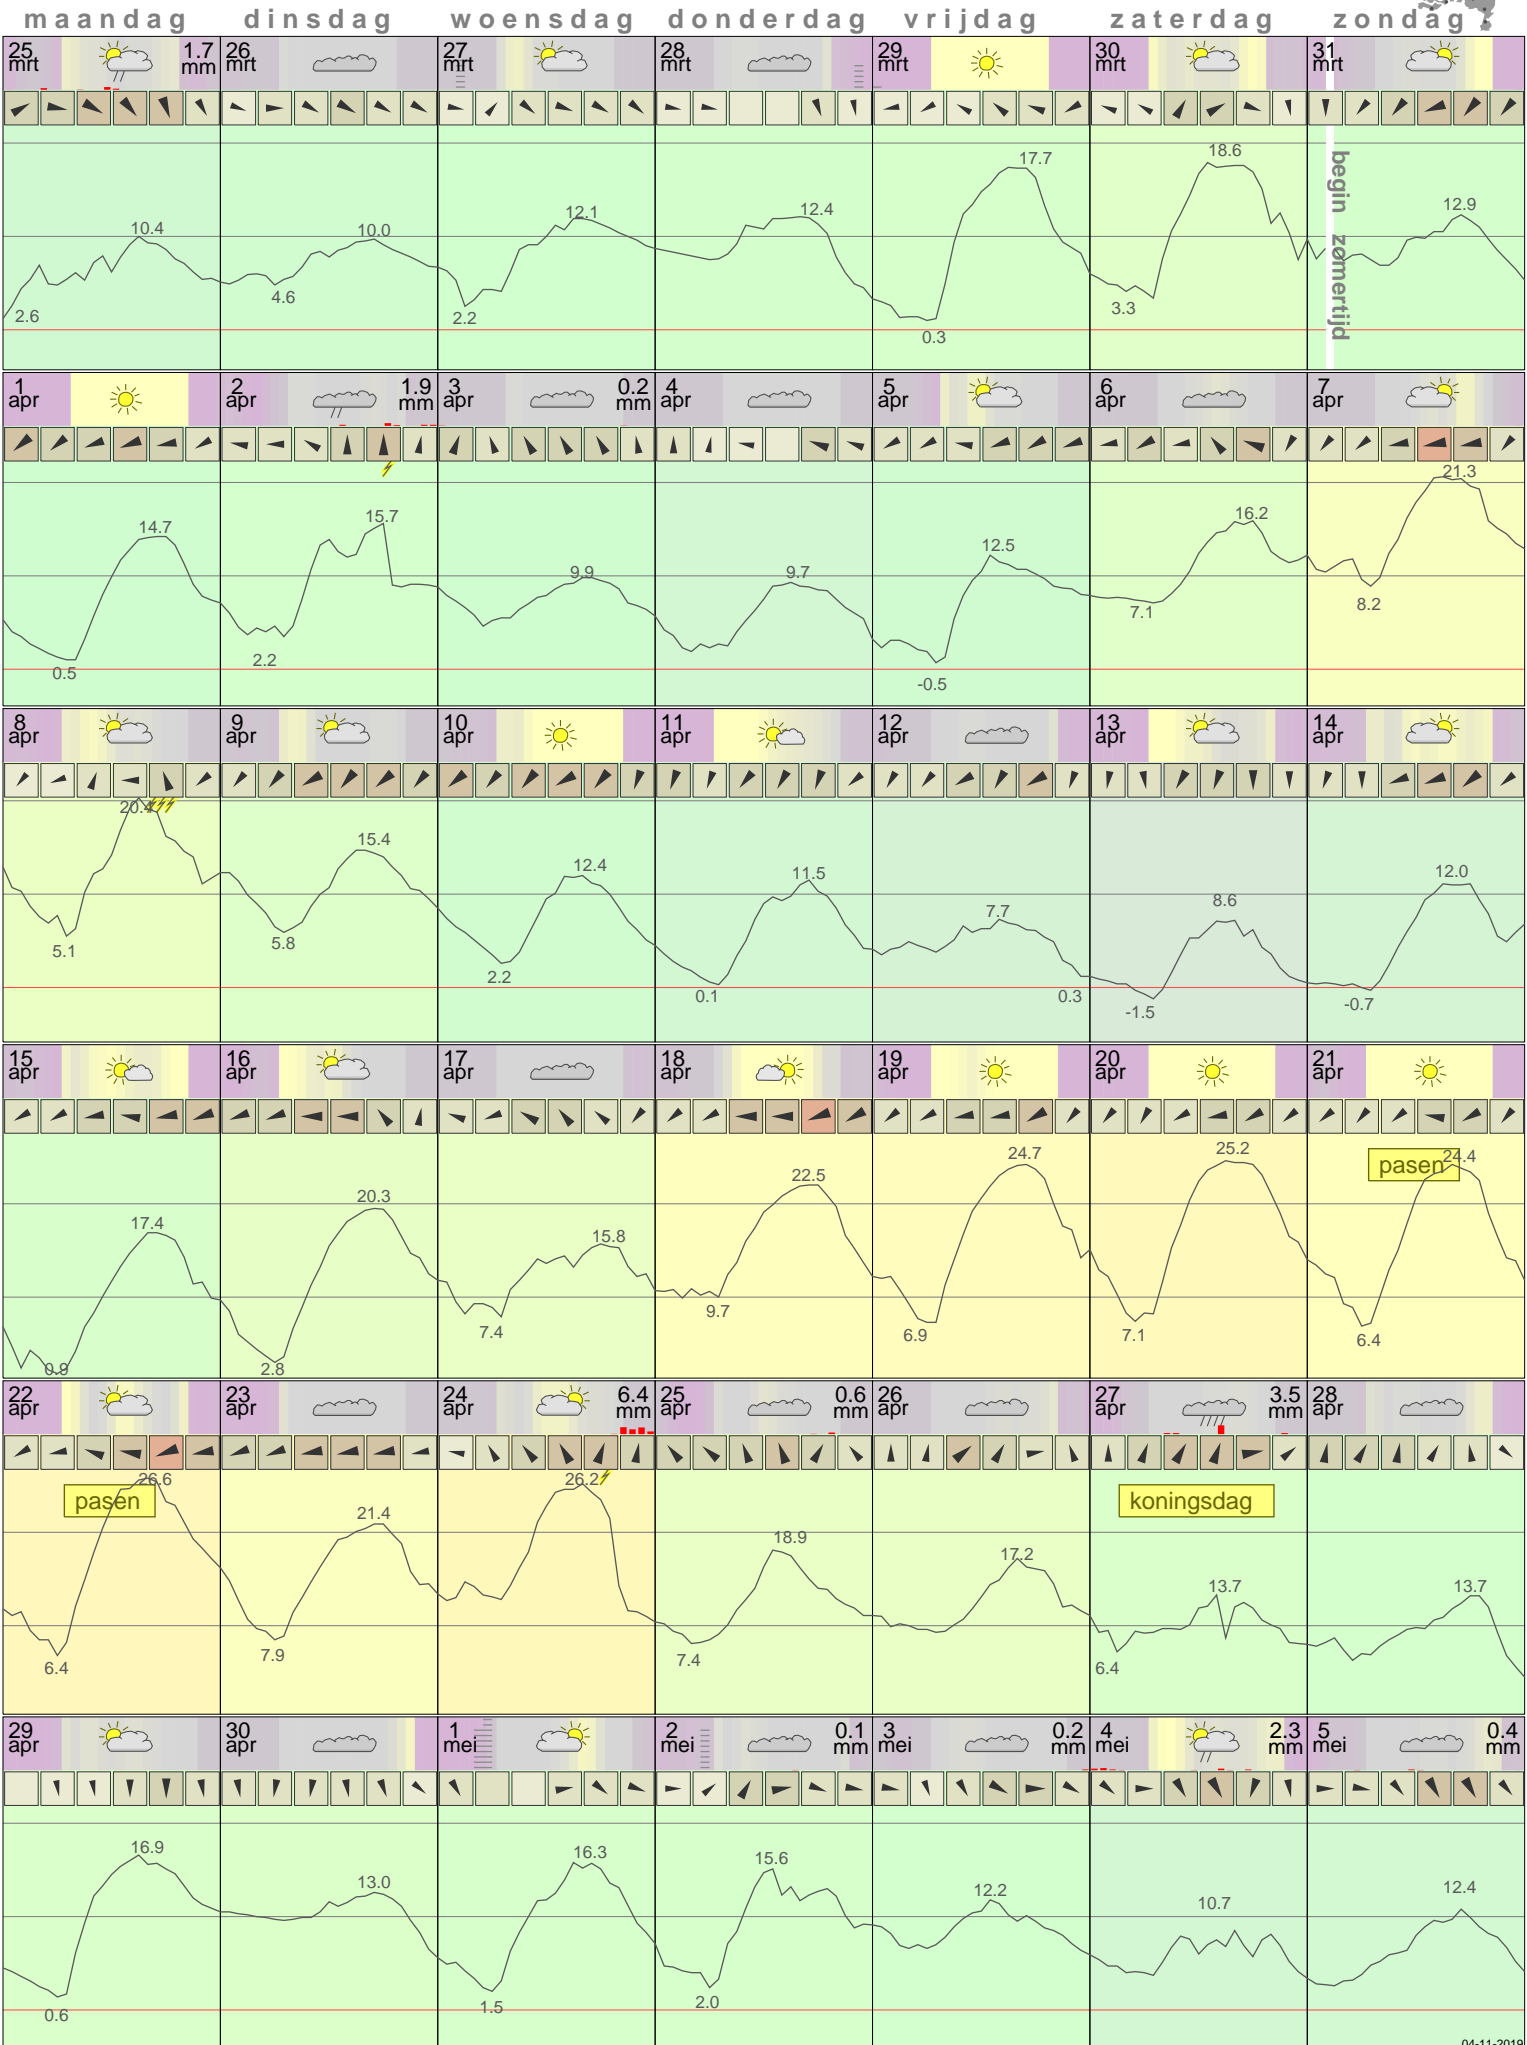 maandag dinsdag woensdag donderdag vrijdag zaterdag zondag
25 mrt 1.7 mm 26 mrt 27 mrt 28 mrt 29 mrt 30 mrt 31 mrt
10.4 2.6 10.0 4.6 12.1 2.2 12.4 17.7 0.3 18.6 3.3 begin zomertijd 12.9
1 apr 2 apr 1.9 mm 3 apr 0.2 mm 4 apr 5 apr 6 apr 7 apr
14.7 0.5 15.7 2.2 9.9 9.7 12.5 -0.5 16.2 7.1 21.3 8.2
8 apr 9 apr 10 apr 11 apr 12 apr 13 apr 14 apr
20.4 5.1 15.4 5.8 12.4 2.2 11.5 0.1 7.7 0.3 8.6 -1.5 12.0 -0.7
15 apr 16 apr 17 apr 18 apr 19 apr 20 apr 21 apr
17.4 0.9 20.3 2.8 15.8 7.4 22.5 9.7 24.7 6.9 25.2 7.1 pasen 24.4 6.4
22 apr 23 apr 24 apr 6.4 mm 25 apr 0.6 mm 26 apr 27 apr 3.5 mm 28 apr
pasen 26.6 6.4 21.4 7.9 26.2 18.9 7.4 17.2 koningsdag 13.7 6.4 13.7
29 apr 30 apr 1 mei 2 mei 0.1 mm 3 mei 0.2 mm 4 mei 2.3 mm 5 mei 0.4 mm
16.9 0.6 13.0 16.3 1.5 15.6 2.0 12.2 10.7 12.4
04-11-2019